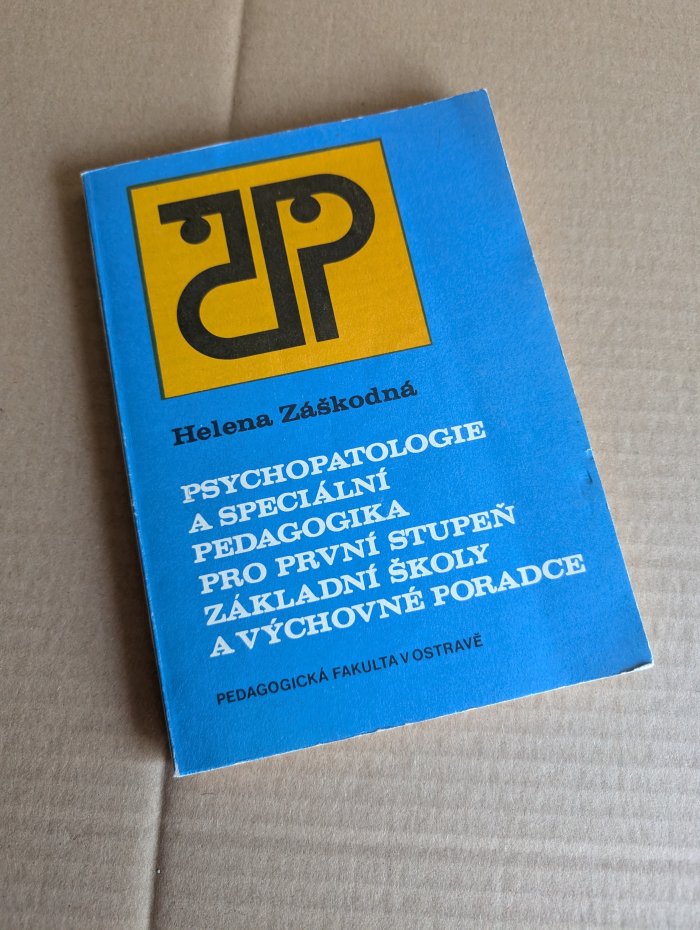 Helena Záškodná
PSYCHOPATOLOGIE
A SPECIÁLNÍ
PEDAGOGIKA
PRO PRVNÍ STUPEŇ
ZÁKLADNÍ ŠKOLY
A VÝCHOVNÉ PORADCE
PEDAGOGICKÁ FAKULTA V OSTRAVĚ